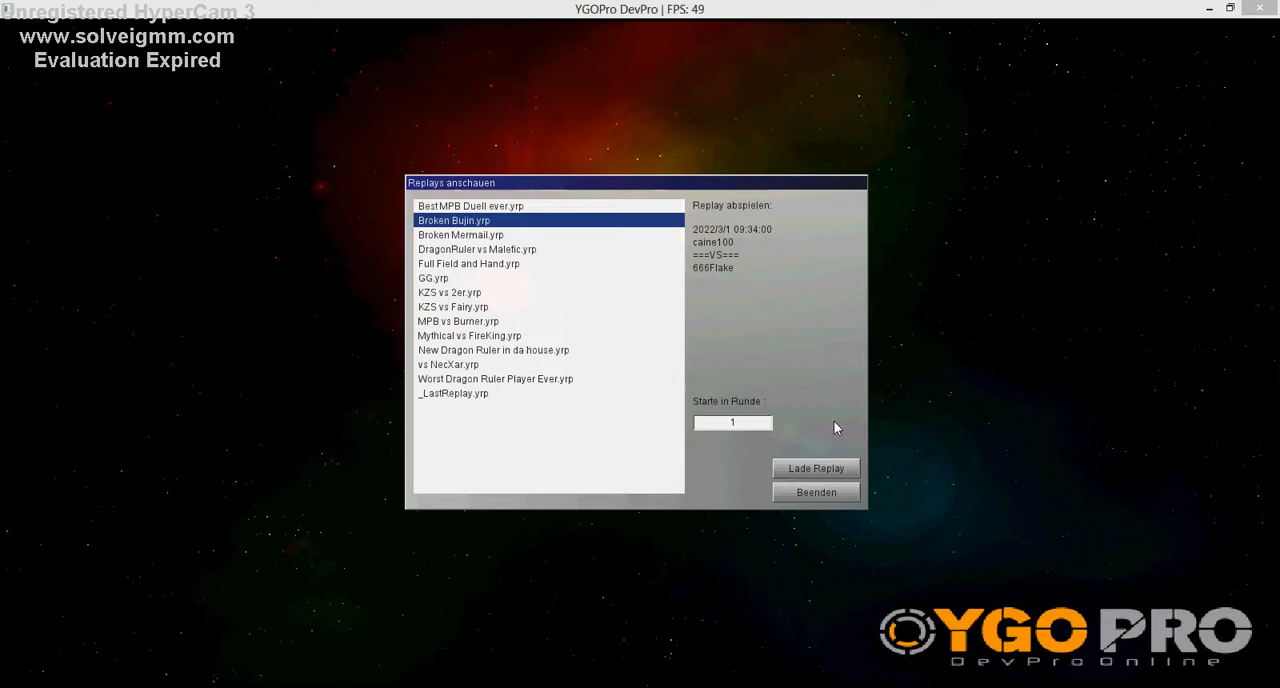 Unregistered HyperCam 3
www.solveigmm.com
Evaluation Expired
YGOPro DevPro | FPS: 49
Replays anschauen
Best MPB Duell ever.yrp
Broken Bujin.yrp
Broken Mermail.yrp
DragonRuler vs Malefic.yrp
Full Field and Hand.yrp
GG.yrp
KZS vs 2er.yrp
KZS vs Fairy.yrp
MPB vs Burner.yrp
Mythical vs FireKing.yrp
New Dragon Ruler in da house.yrp
vs NecXar.yrp
Worst Dragon Ruler Player Ever.yrp
_LastReplay.yrp
Replay abspielen:
2022/3/1 09:34:00
caine100
===VS===
666Flake
Starte in Runde :
1
Lade Replay
Beenden
YGO PRO
DevProOnline